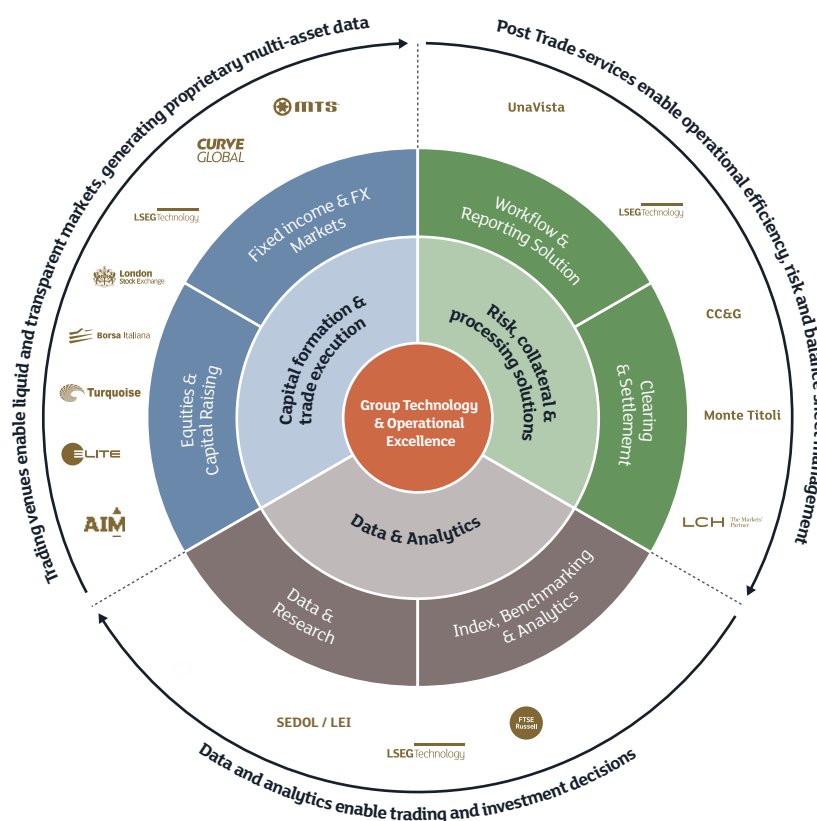 Trading venues enable liquid and transparent markets, generating proprietary multi-asset data
Post Trade services enable operational efficiency, risk and balance sheet management
MTS
UnaVista
CURVE
GLOBAL
LSEGTechnology
LSEGTechnology
Fixed income & FX
Markets
Workflow &
Reporting Solution
London
Stock Exchange
CC&G
Borsa Italiana
Capital formation &
trade execution
Risk, collateral &
processing solutions
Turquoise
Equities &
Capital Raising
Group Technology
& Operational
Excellence
Clearing
& Settlememt
Monte Titoli
ELITE
AIM
LCH The Markets'
Partner
Data & Analytics
Data &
Research
Index, Benchmarking
& Analytics
SEDOL / LEI
FTSE
Russell
LSEGTechnology
Data and analytics enable trading and investment decisions